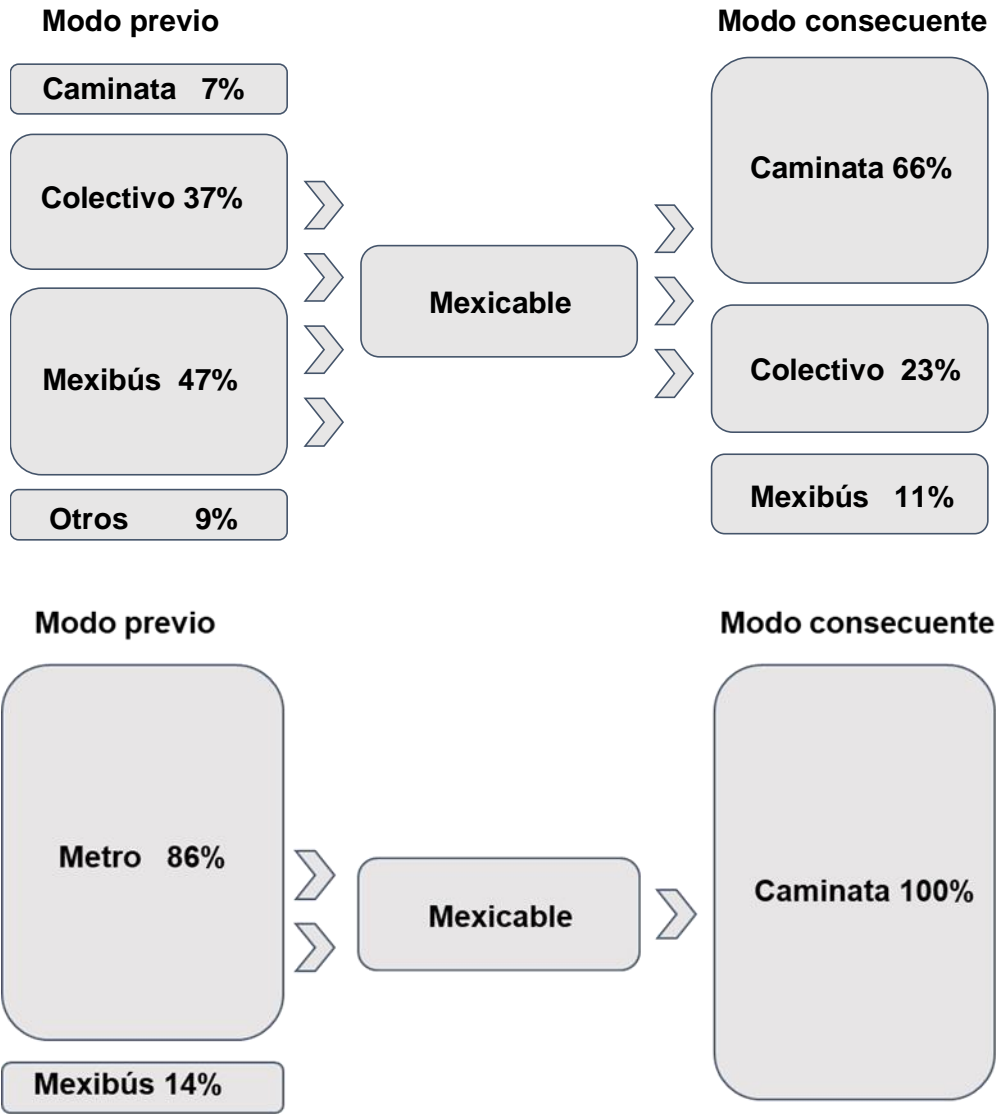 Modo previo
Modo consecuente
Caminata 7%
Colectivo 37%
Mexibús 47%
Otros 9%
Mexicable
Caminata 66%
Colectivo 23%
Mexibús 11%
Modo previo
Modo consecuente
Metro 86%
Mexibús 14%
Mexicable
Caminata 100%